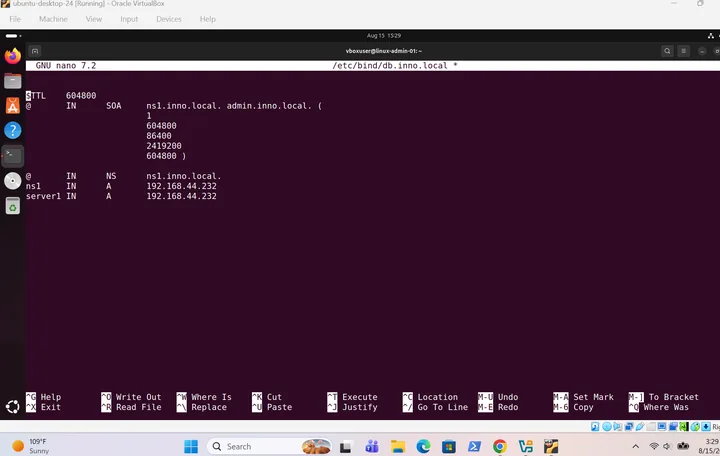 ubuntu-desktop-24 [Running] - Oracle VirtualBox
File Machine View Input Devices Help
Aug 15 15:29
vboxuser@linux-admin-01: ~
GNU nano 7.2 /etc/bind/db.inno.local *
$TTL 604800
@ IN SOA ns1.inno.local. admin.inno.local. (
1
604800
86400
2419200
604800 )
@ IN NS ns1.inno.local.
ns1 IN A 192.168.44.232
server1 IN A 192.168.44.232
^G Help ^O Write Out ^W Where Is ^K Cut ^T Execute ^C Location M-U Undo M-A Set Mark M-] To Bracket
^X Exit ^R Read File ^\ Replace ^U Paste ^J Justify ^/ Go To Line M-E Redo M-6 Copy ^Q Where Was
109°F
Sunny
Search
3:29
8/15/2